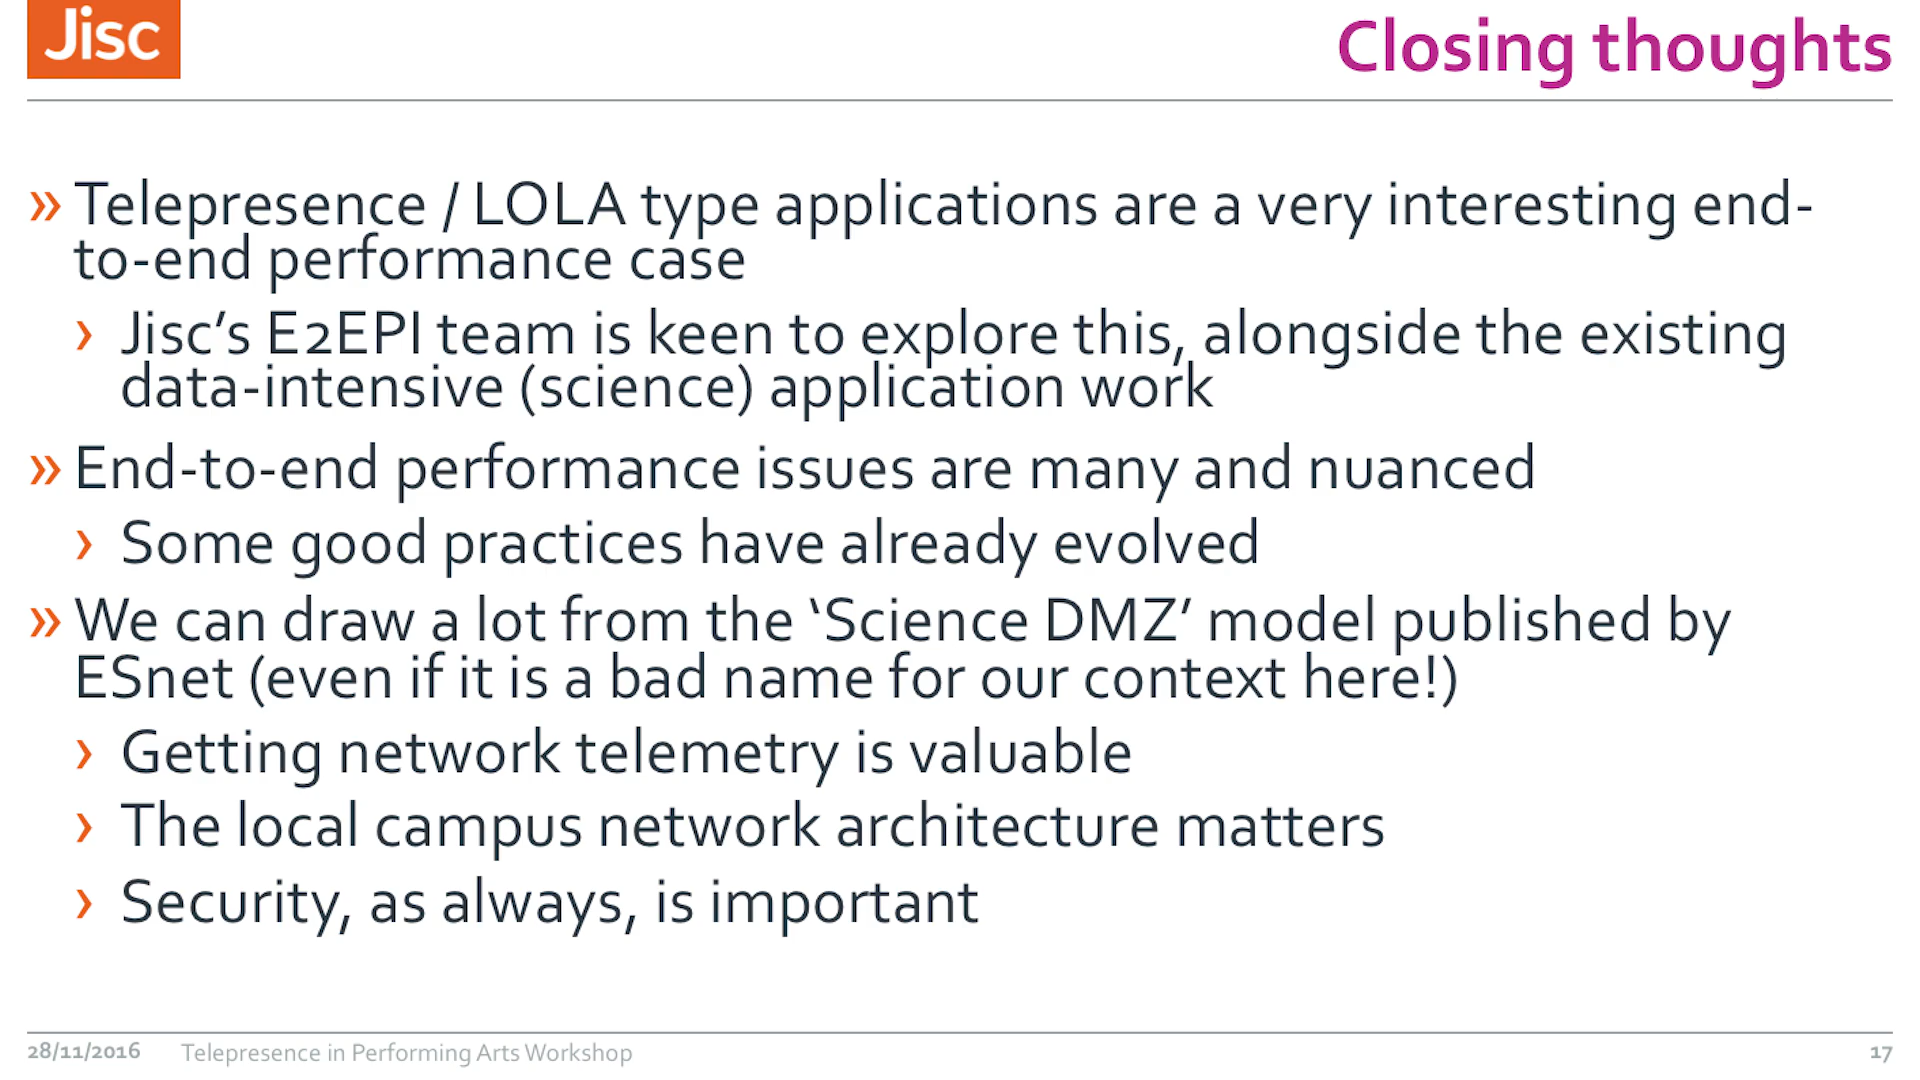 Jisc
Closing thoughts
» Telepresence / LOLA type applications are a very interesting end-
to-end performance case
› Jisc’s E2EPI team is keen to explore this, alongside the existing
data-intensive (science) application work
» End-to-end performance issues are many and nuanced
› Some good practices have already evolved
» We can draw a lot from the ‘Science DMZ’ model published by
ESnet (even if it is a bad name for our context here!)
› Getting network telemetry is valuable
› The local campus network architecture matters
› Security, as always, is important
28/11/2016 Telepresence in Performing Arts Workshop 17